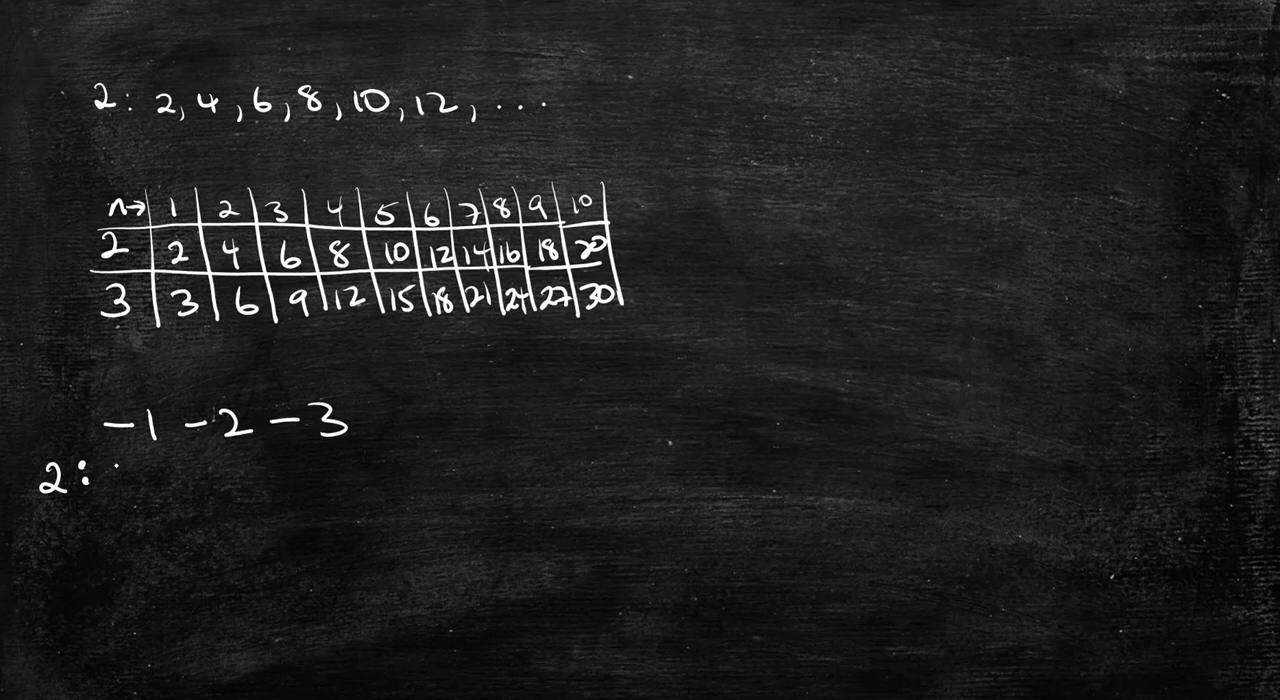 2: 2, 4, 6, 8, 10, 12, ...
n→ 1 2 3 4 5 6 7 8 9 10
2 2 4 6 8 10 12 14 16 18 20
3 3 6 9 12 15 18 21 24 27 30
-1 -2 -3
2: